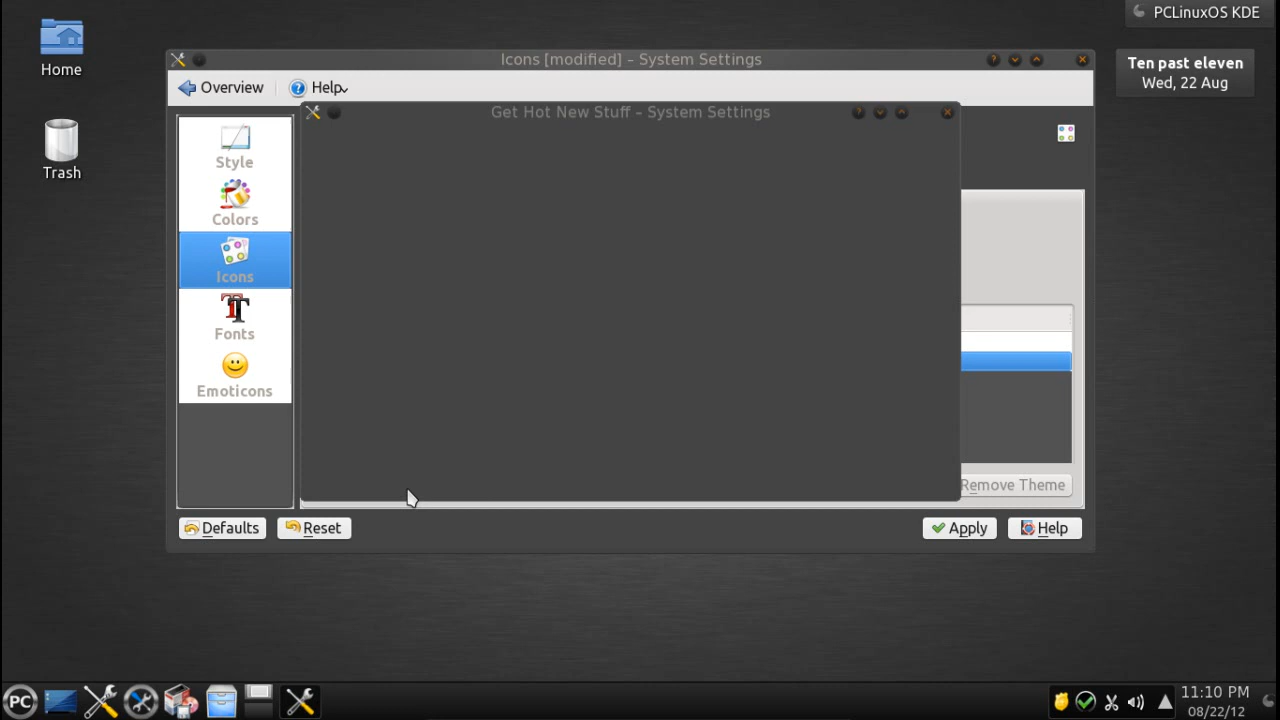 PCLinuxOS KDE
Home
Icons [modified] – System Settings
Ten past eleven
Wed, 22 Aug
Overview
Help
Get Hot New Stuff – System Settings
Style
Trash
Colors
Icons
Fonts
Emoticons
Remove Theme
Defaults
Reset
Apply
Help
PC
11:10 PM
08/22/12